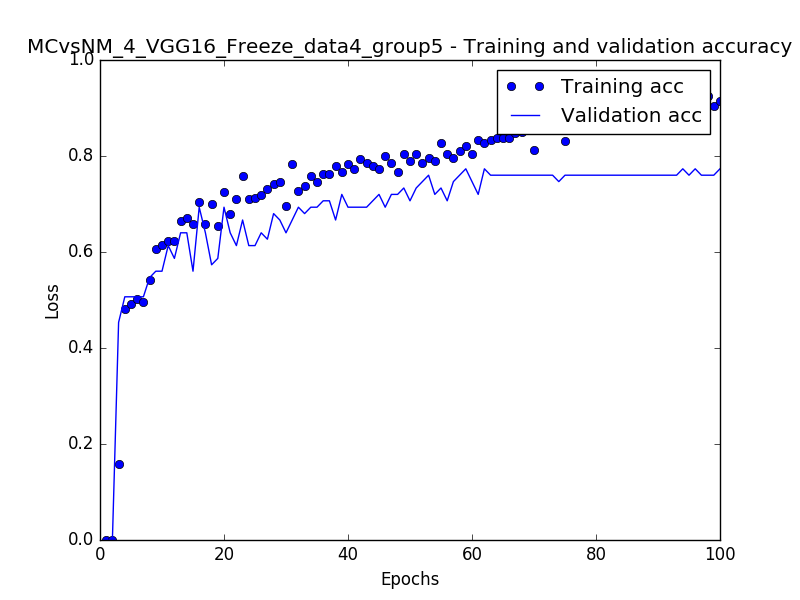 MCvsNM_4_VGG16_Freeze_data4_group5 - Training and validation accuracy
1.0
Training acc
Validation acc
0.8
0.6
Loss
0.4
0.2
0.0
0 20 40 60 80 100
Epochs